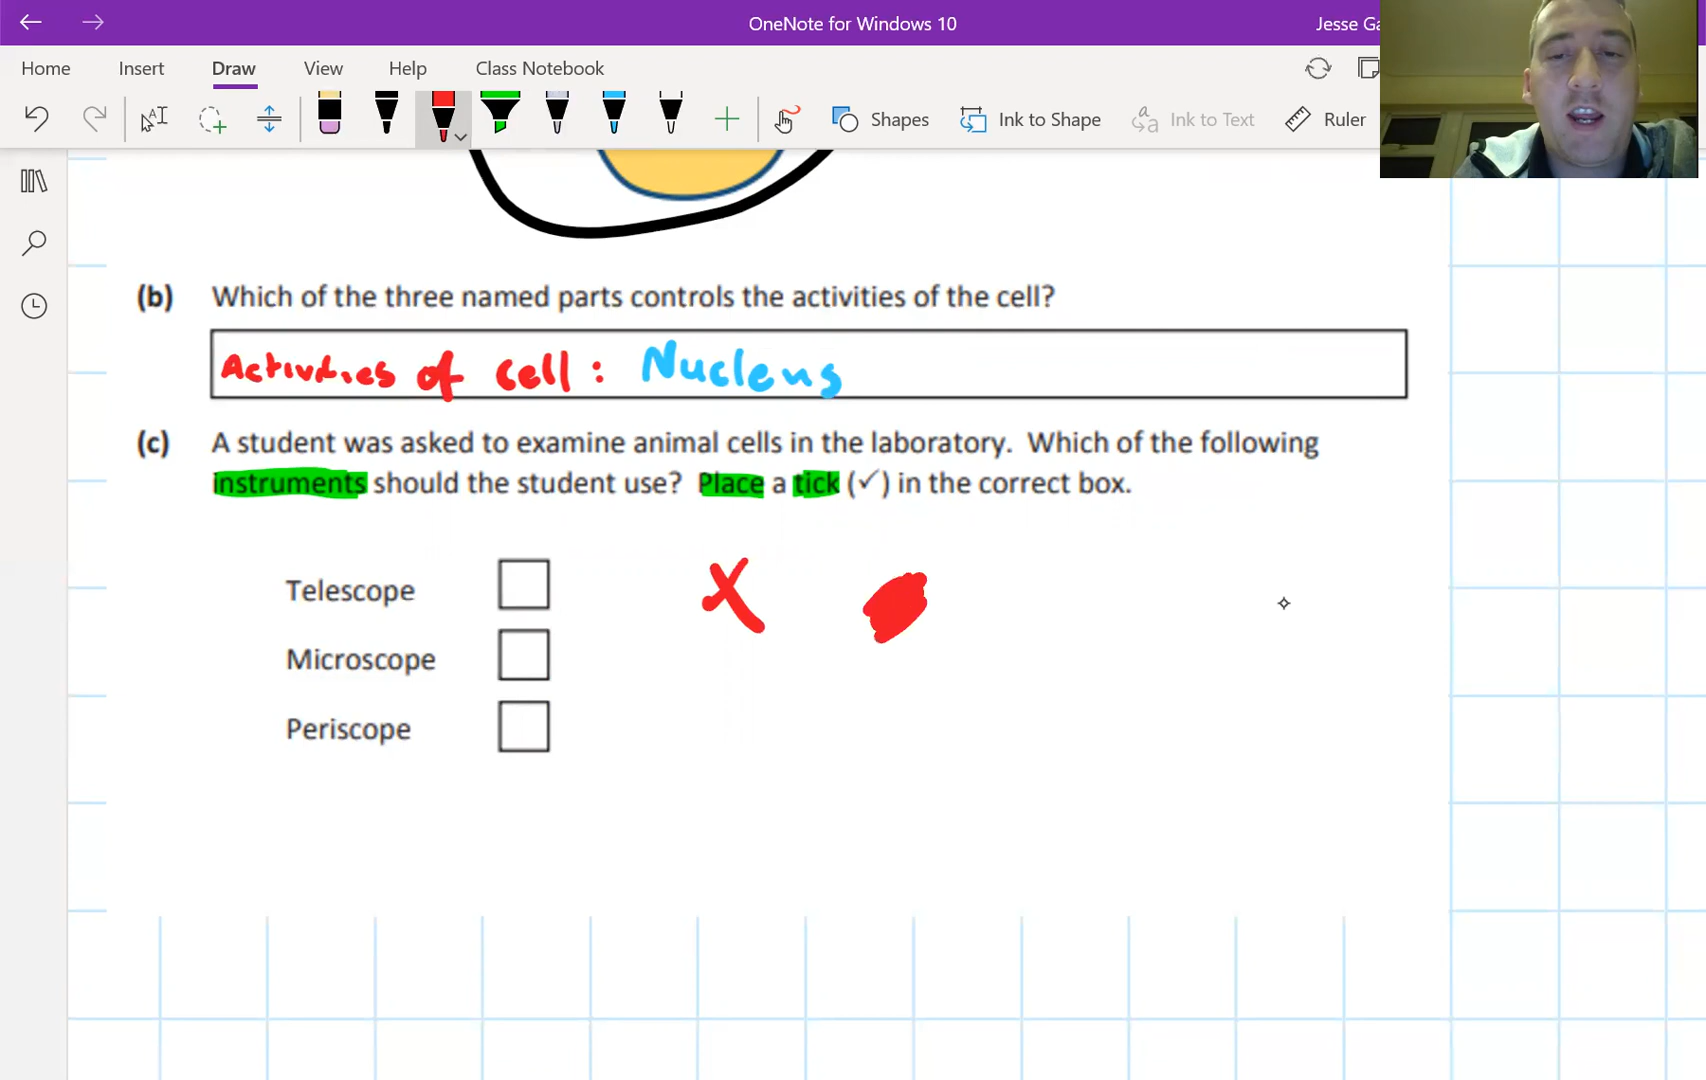 OneNote for Windows 10
Jesse Ga
Home Insert Draw View Help Class Notebook
Shapes Ink to Shape Ink to Text Ruler
(b) Which of the three named parts controls the activities of the cell?
Activities of cell: Nucleus
(c) A student was asked to examine animal cells in the laboratory. Which of the following
instruments should the student use? Place a tick (✓) in the correct box.
Telescope
Microscope
Periscope